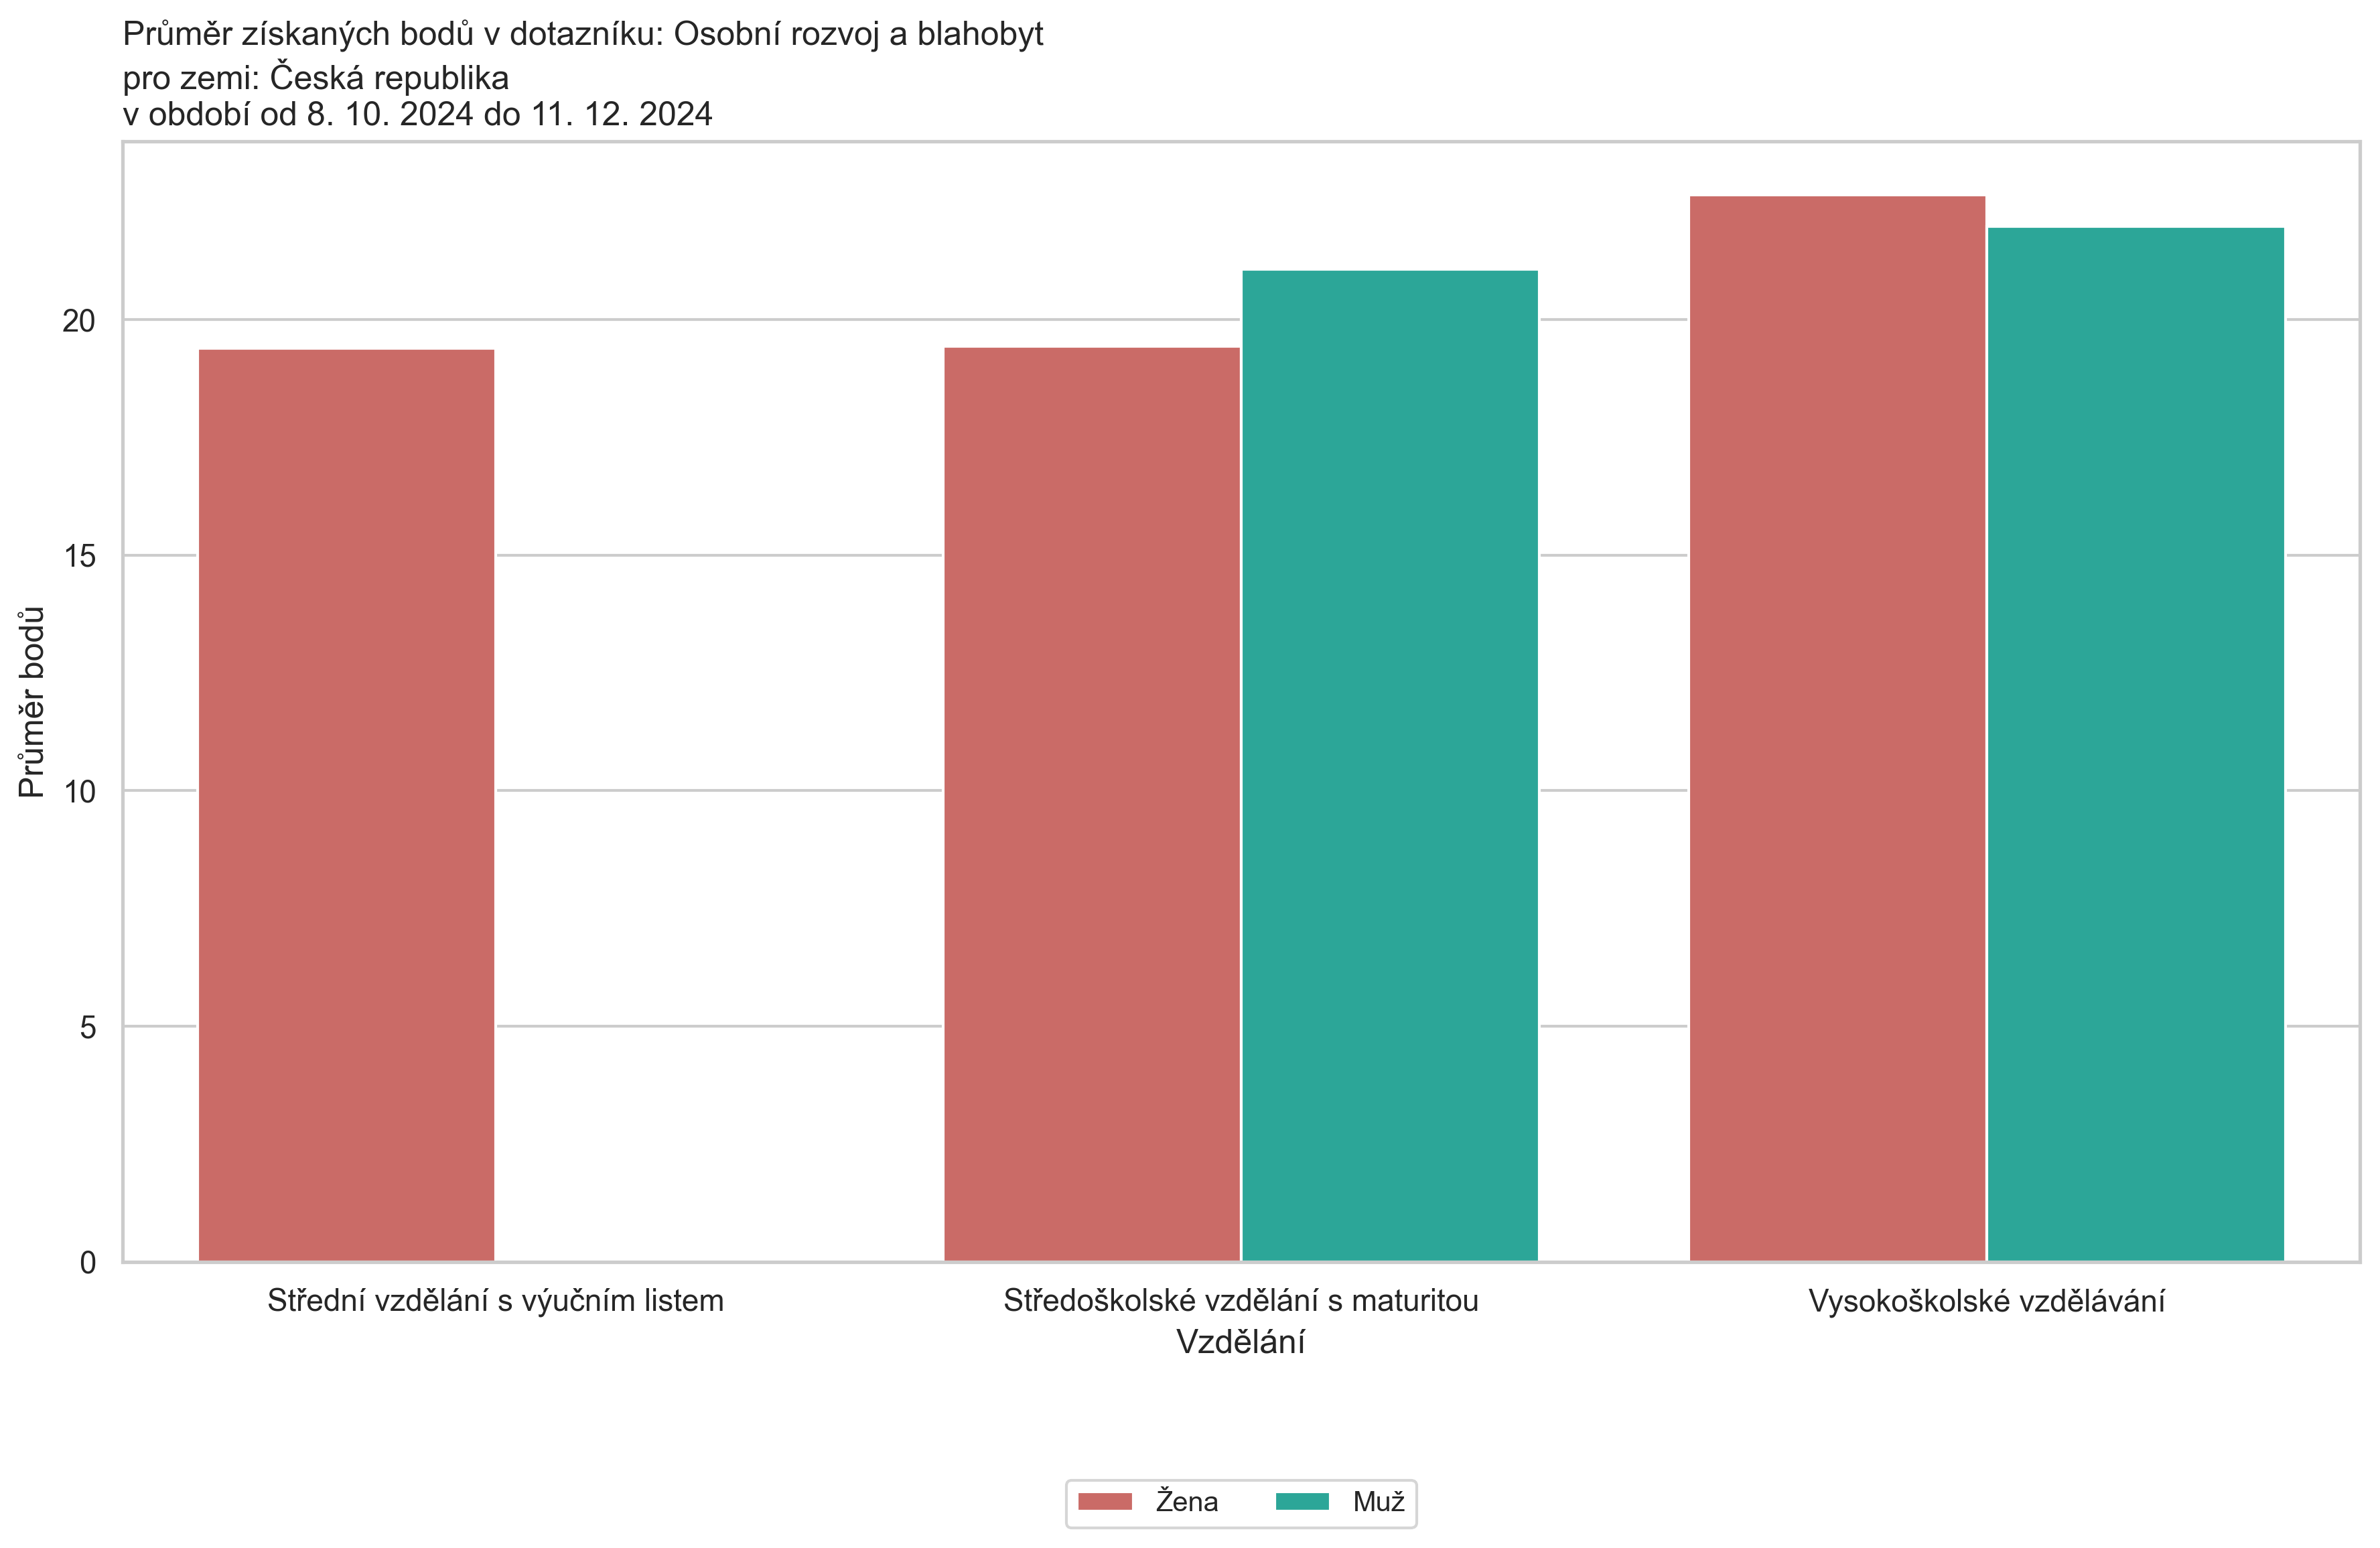 Průměr získaných bodů v dotazníku: Osobní rozvoj a blahobyt
pro zemi: Česká republika
v období od 8. 10. 2024 do 11. 12. 2024
Průměr bodů
20
15
10
5
0
Střední vzdělání s výučním listem
Středoškolské vzdělání s maturitou
Vysokoškolské vzdělávání
Vzdělání
Žena
Muž